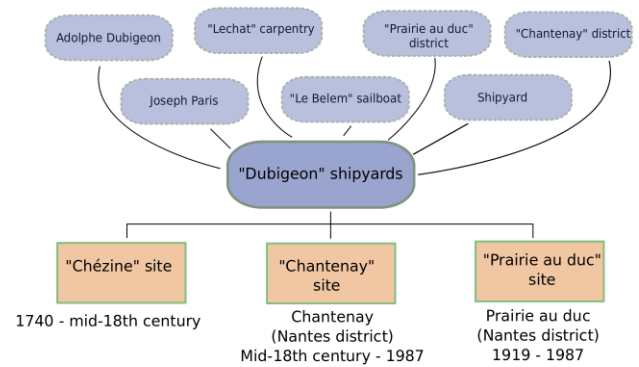 Adolphe Dubigeon
"Lechat" carpentry
"Prairie au duc"
district
"Chantenay" district
Joseph Paris
"Le Belem" sailboat
Shipyard
"Dubigeon" shipyards
"Chézine" site
"Chantenay"
site
"Prairie au duc"
site
1740 - mid-18th century
Chantenay
(Nantes district)
Mid-18th century - 1987
Prairie au duc
(Nantes district)
1919 - 1987